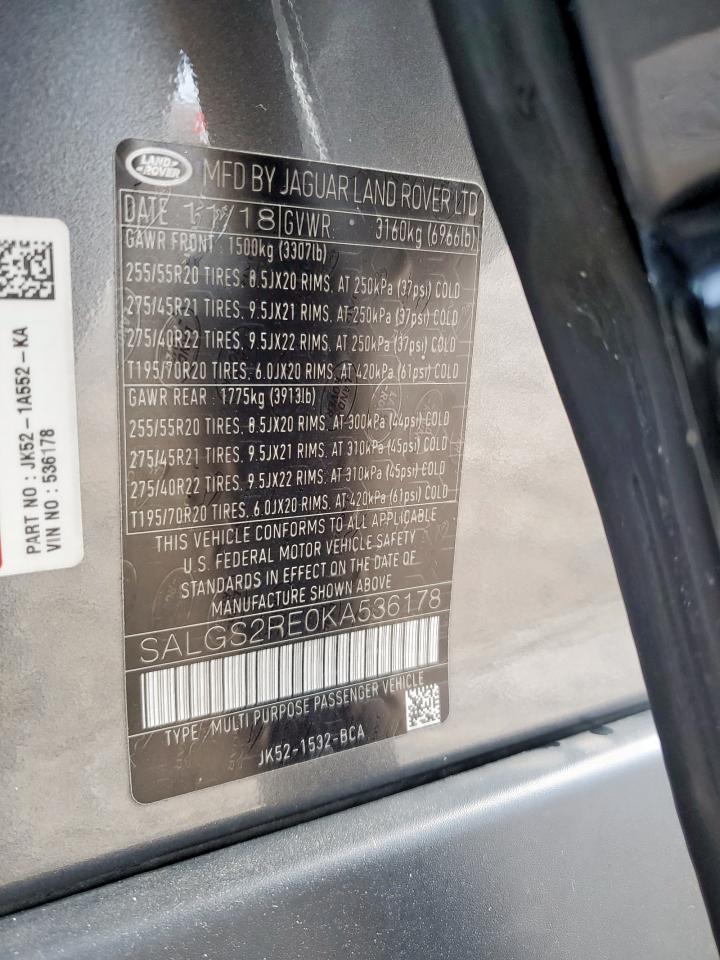 LAND ROVER
MFD BY JAGUAR LAND ROVER LTD
DATE 11/18 GVWR 3160kg (6966lb)
GAWR FRONT : 1500kg (3307lb)
255/55R20 TIRES, 8.5JX20 RIMS, AT 250kPa (37psi) COLD
275/45R21 TIRES, 9.5JX21 RIMS, AT 250kPa (37psi) COLD
275/40R22 TIRES, 9.5JX22 RIMS, AT 250kPa (37psi) COLD
T195/70R20 TIRES, 6.0JX20 RIMS, AT 420kPa (61psi) COLD
GAWR REAR : 1775kg (3913lb)
255/55R20 TIRES, 8.5JX20 RIMS, AT 300kPa (44psi) COLD
275/45R21 TIRES, 9.5JX21 RIMS, AT 310kPa (45psi) COLD
275/40R22 TIRES, 9.5JX22 RIMS, AT 310kPa (45psi) COLD
T195/70R20 TIRES, 6.0JX20 RIMS, AT 420kPa (61psi) COLD
THIS VEHICLE CONFORMS TO ALL APPLICABLE
U.S. FEDERAL MOTOR VEHICLE SAFETY
STANDARDS IN EFFECT ON THE DATE OF
MANUFACTURE SHOWN ABOVE
SALGS2RE0KA536178
TYPE: MULTI PURPOSE PASSENGER VEHICLE
JK52-1532-BCA
PART NO : JK52-1A552-KA
VIN NO : 536178